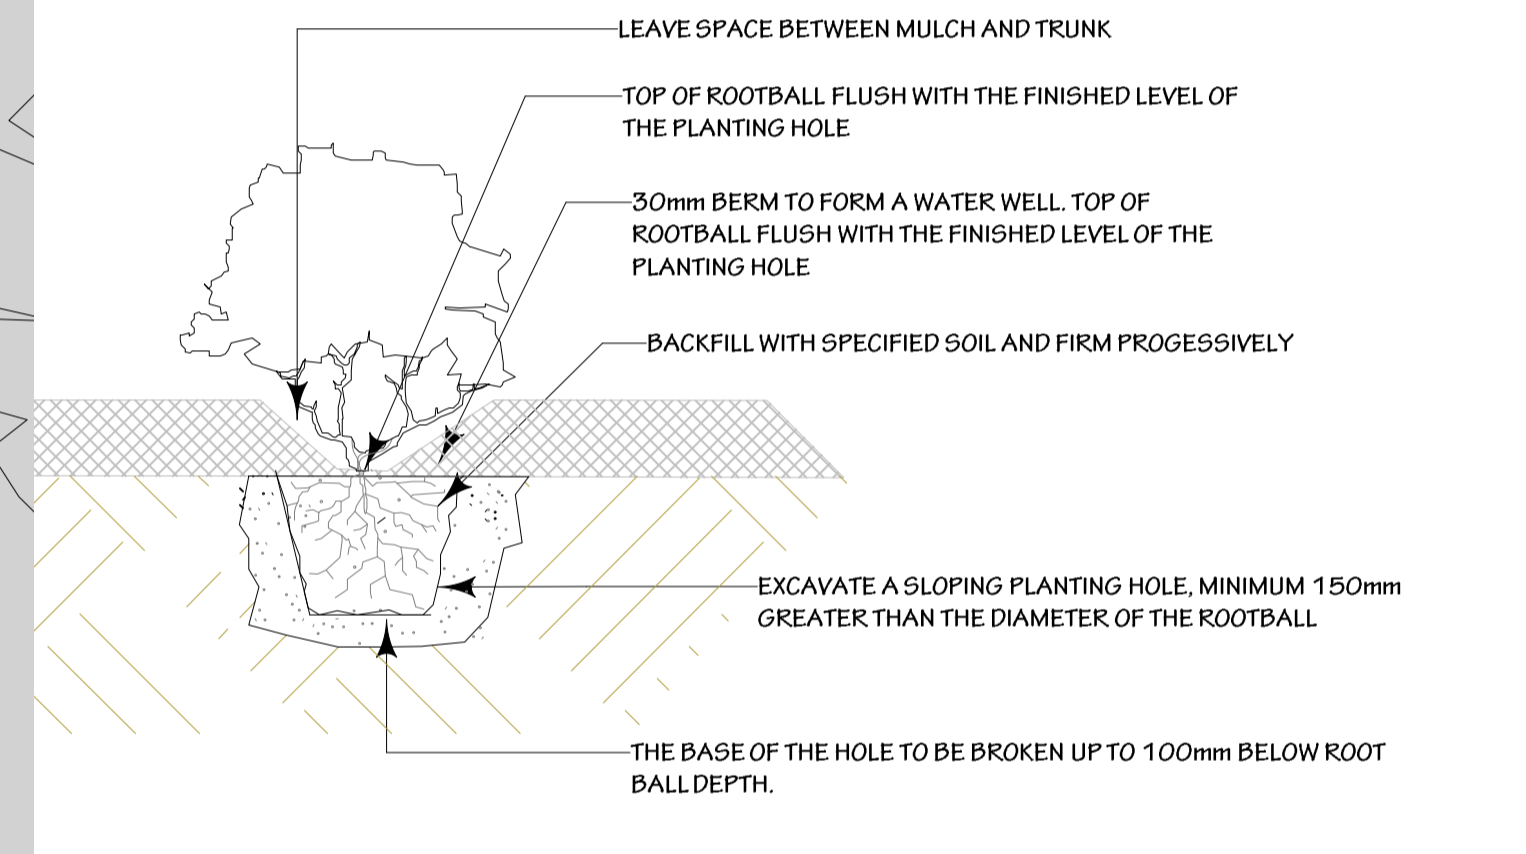 LEAVE SPACE BETWEEN MULCH AND TRUNK
TOP OF ROOTBALL FLUSH WITH THE FINISHED LEVEL OF
THE PLANTING HOLE
30mm BERM TO FORM A WATER WELL. TOP OF
ROOTBALL FLUSH WITH THE FINISHED LEVEL OF THE
PLANTING HOLE
BACKFILL WITH SPECIFIED SOIL AND FIRM PROGESSIVELY
EXCAVATE A SLOPING PLANTING HOLE, MINIMUM 150mm
GREATER THAN THE DIAMETER OF THE ROOTBALL
THE BASE OF THE HOLE TO BE BROKEN UP TO 100mm BELOW ROOT
BALL DEPTH.